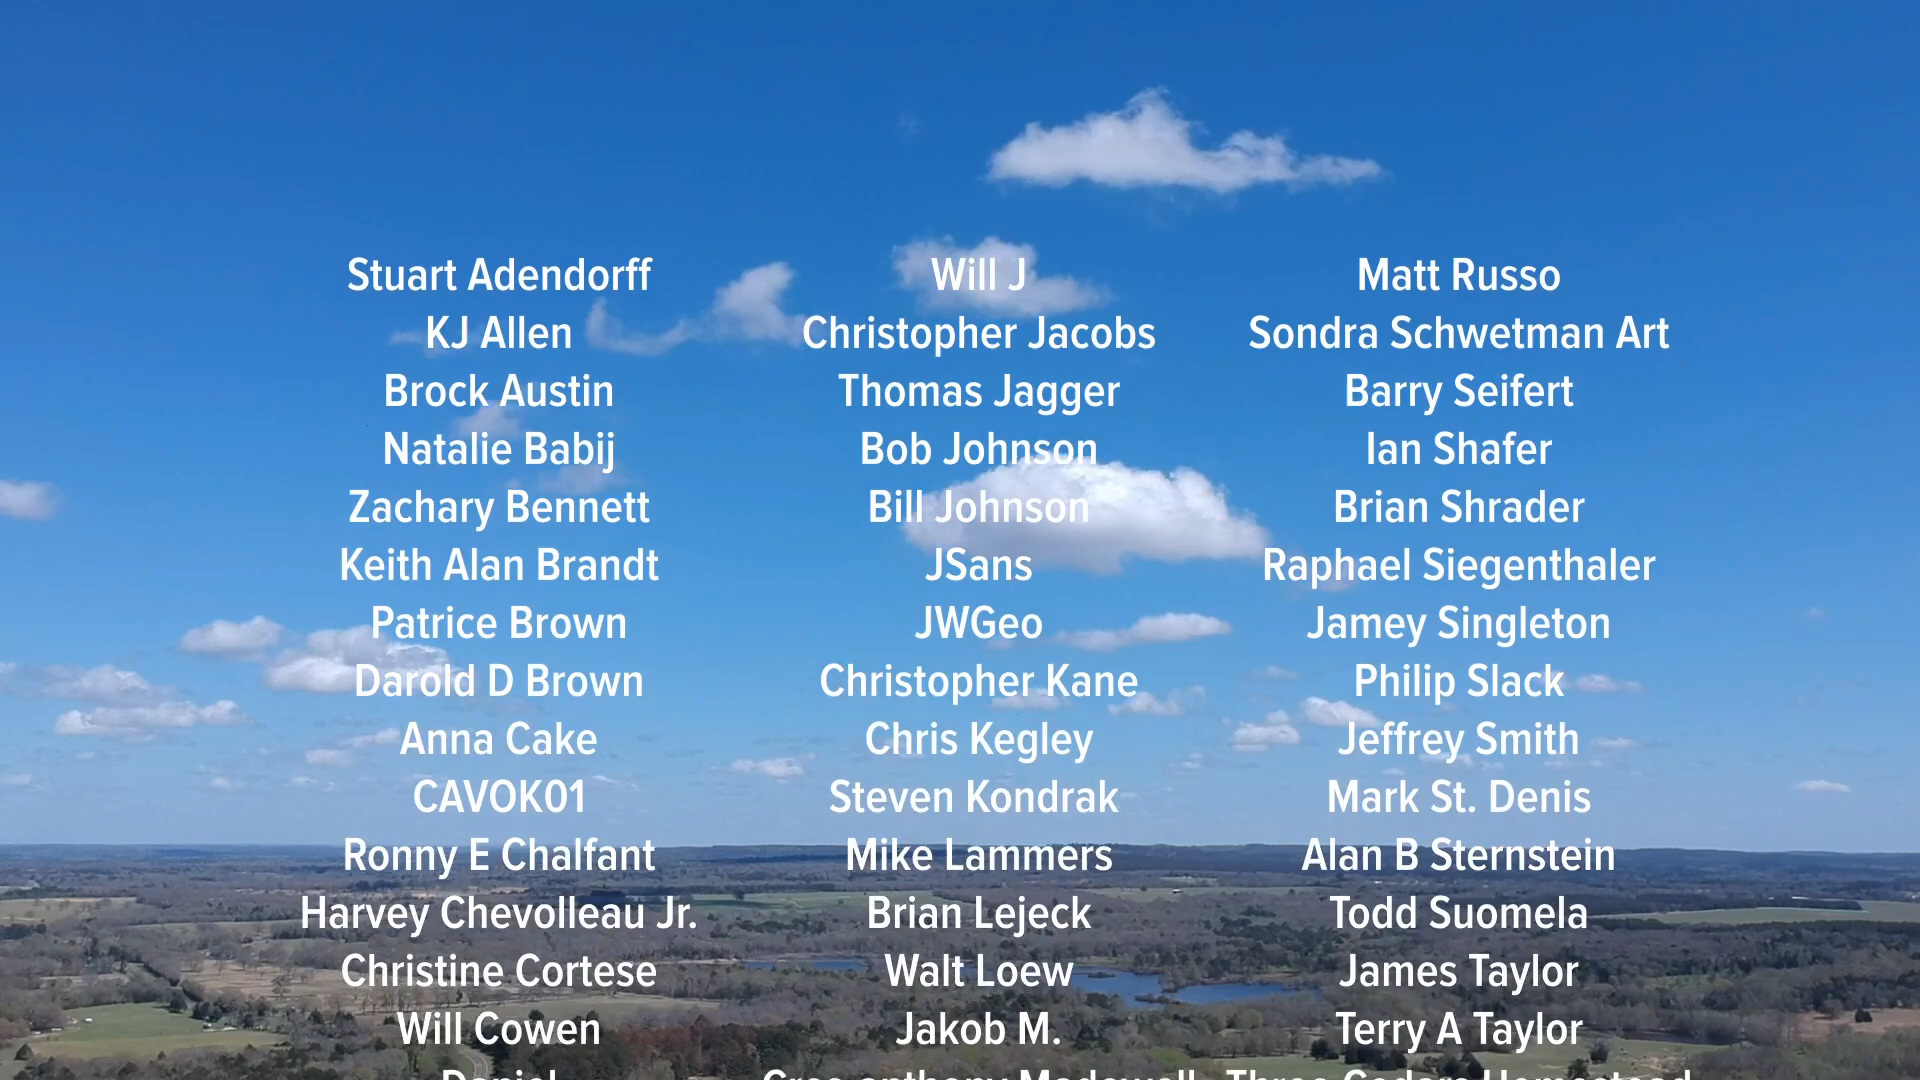 Stuart Adendorff
KJ Allen
Brock Austin
Natalie Babij
Zachary Bennett
Keith Alan Brandt
Patrice Brown
Darold D Brown
Anna Cake
CAVOK01
Ronny E Chalfant
Harvey Chevolleau Jr.
Christine Cortese
Will Cowen
Daniel
Will J
Christopher Jacobs
Thomas Jagger
Bob Johnson
Bill Johnson
JSans
JWGeo
Christopher Kane
Chris Kegley
Steven Kondrak
Mike Lammers
Brian Lejeck
Walt Loew
Jakob M.
Matt Russo
Sondra Schwetman Art
Barry Seifert
Ian Shafer
Brian Shrader
Raphael Siegenthaler
Jamey Singleton
Philip Slack
Jeffrey Smith
Mark St. Denis
Alan B Sternstein
Todd Suomela
James Taylor
Terry A Taylor
Three Cedars Homestead